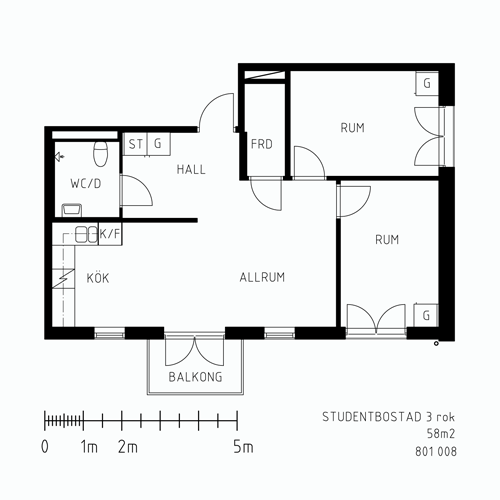 G
RUM
ST G
FRD
HALL
WC/D
K/F
RUM
KÖK
ALLRUM
G
BALKONG
0 1m 2m 5m
STUDENTBOSTAD 3 rok
58m2
801 008